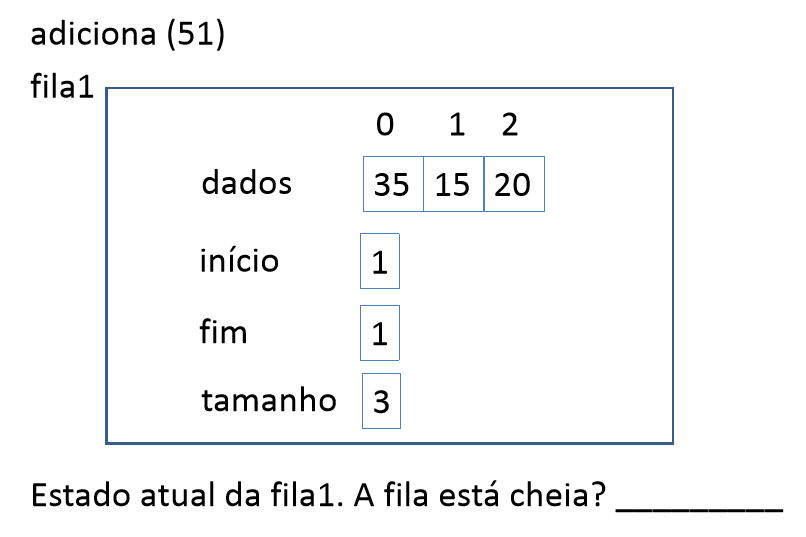 adiciona (51)
fila1
0 1 2
dados 35 15 20
início 1
fim 1
tamanho 3
Estado atual da fila1. A fila está cheia? _________